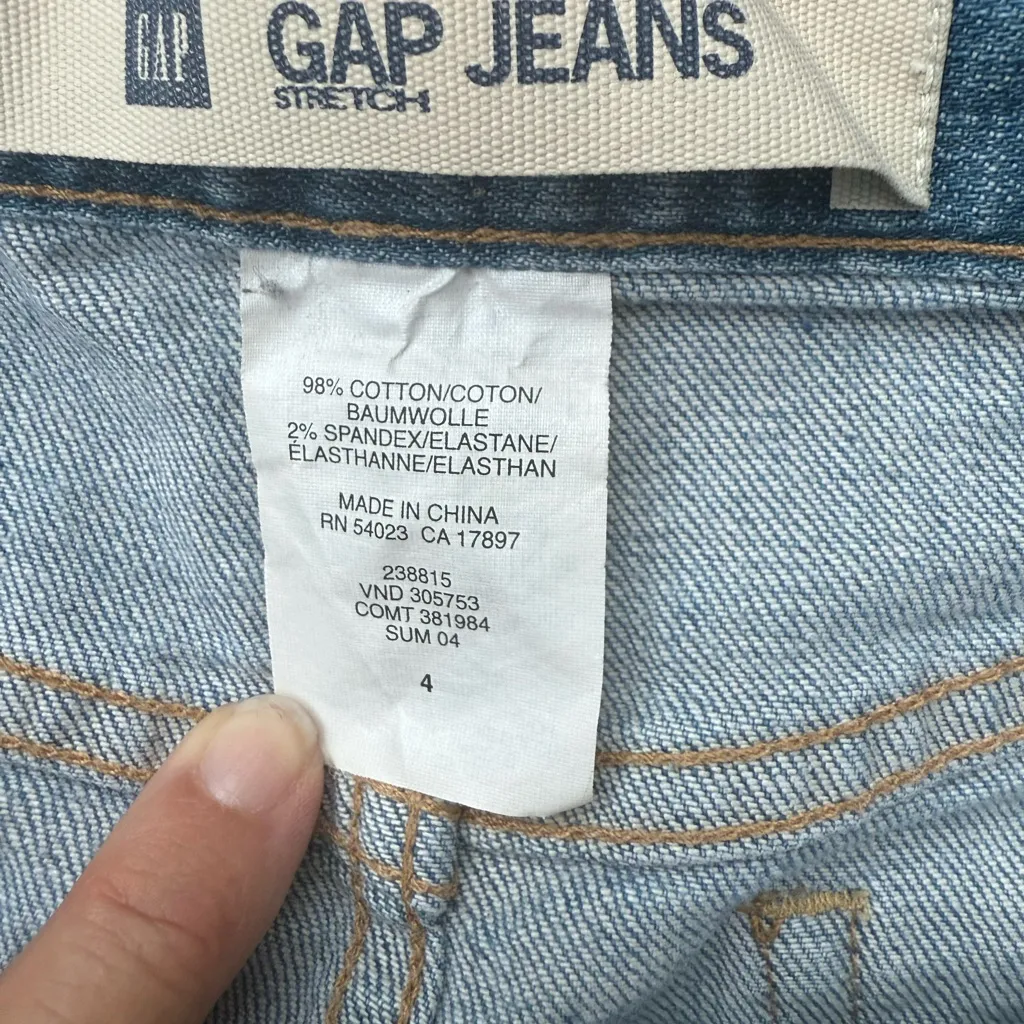 GAP
GAP JEANS
STRETCH
98% COTTON/COTON/
BAUMWOLLE
2% SPANDEX/ELASTANE/
ÉLASTHANNE/ELASTHAN
MADE IN CHINA
RN 54023 CA 17897
238815
VND 305753
COMT 381984
SUM 04
4